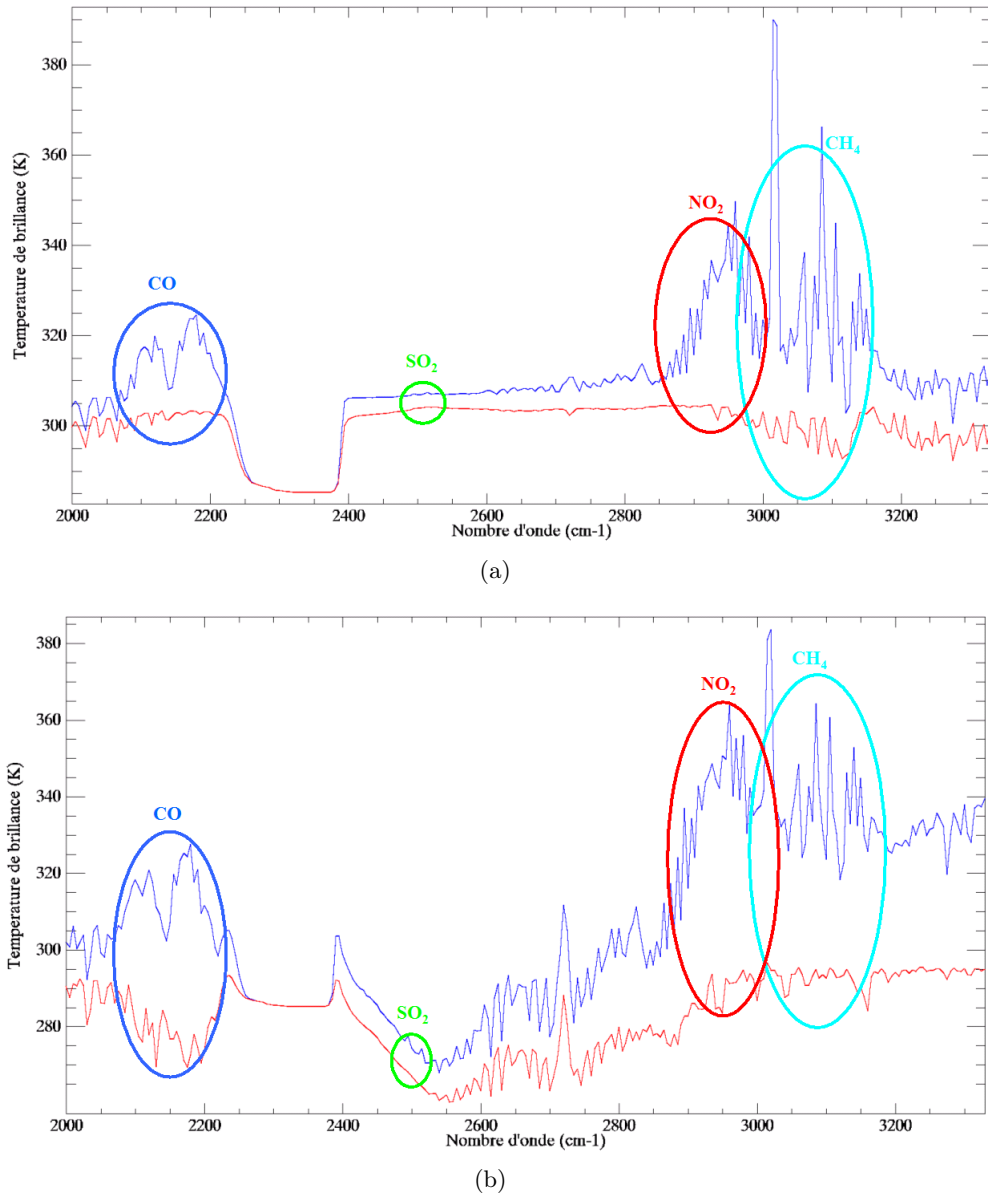 380
360
340
320
300
Temperature de brillance (K)
CO
SO2
NO2
CH4
2000 2200 2400 2600 2800 3000 3200
Nombre d'onde (cm-1)
(a)
380
360
340
320
300
280
Temperature de brillance (K)
CO
SO2
NO2
CH4
2000 2200 2400 2600 2800 3000 3200
Nombre d'onde (cm-1)
(b)